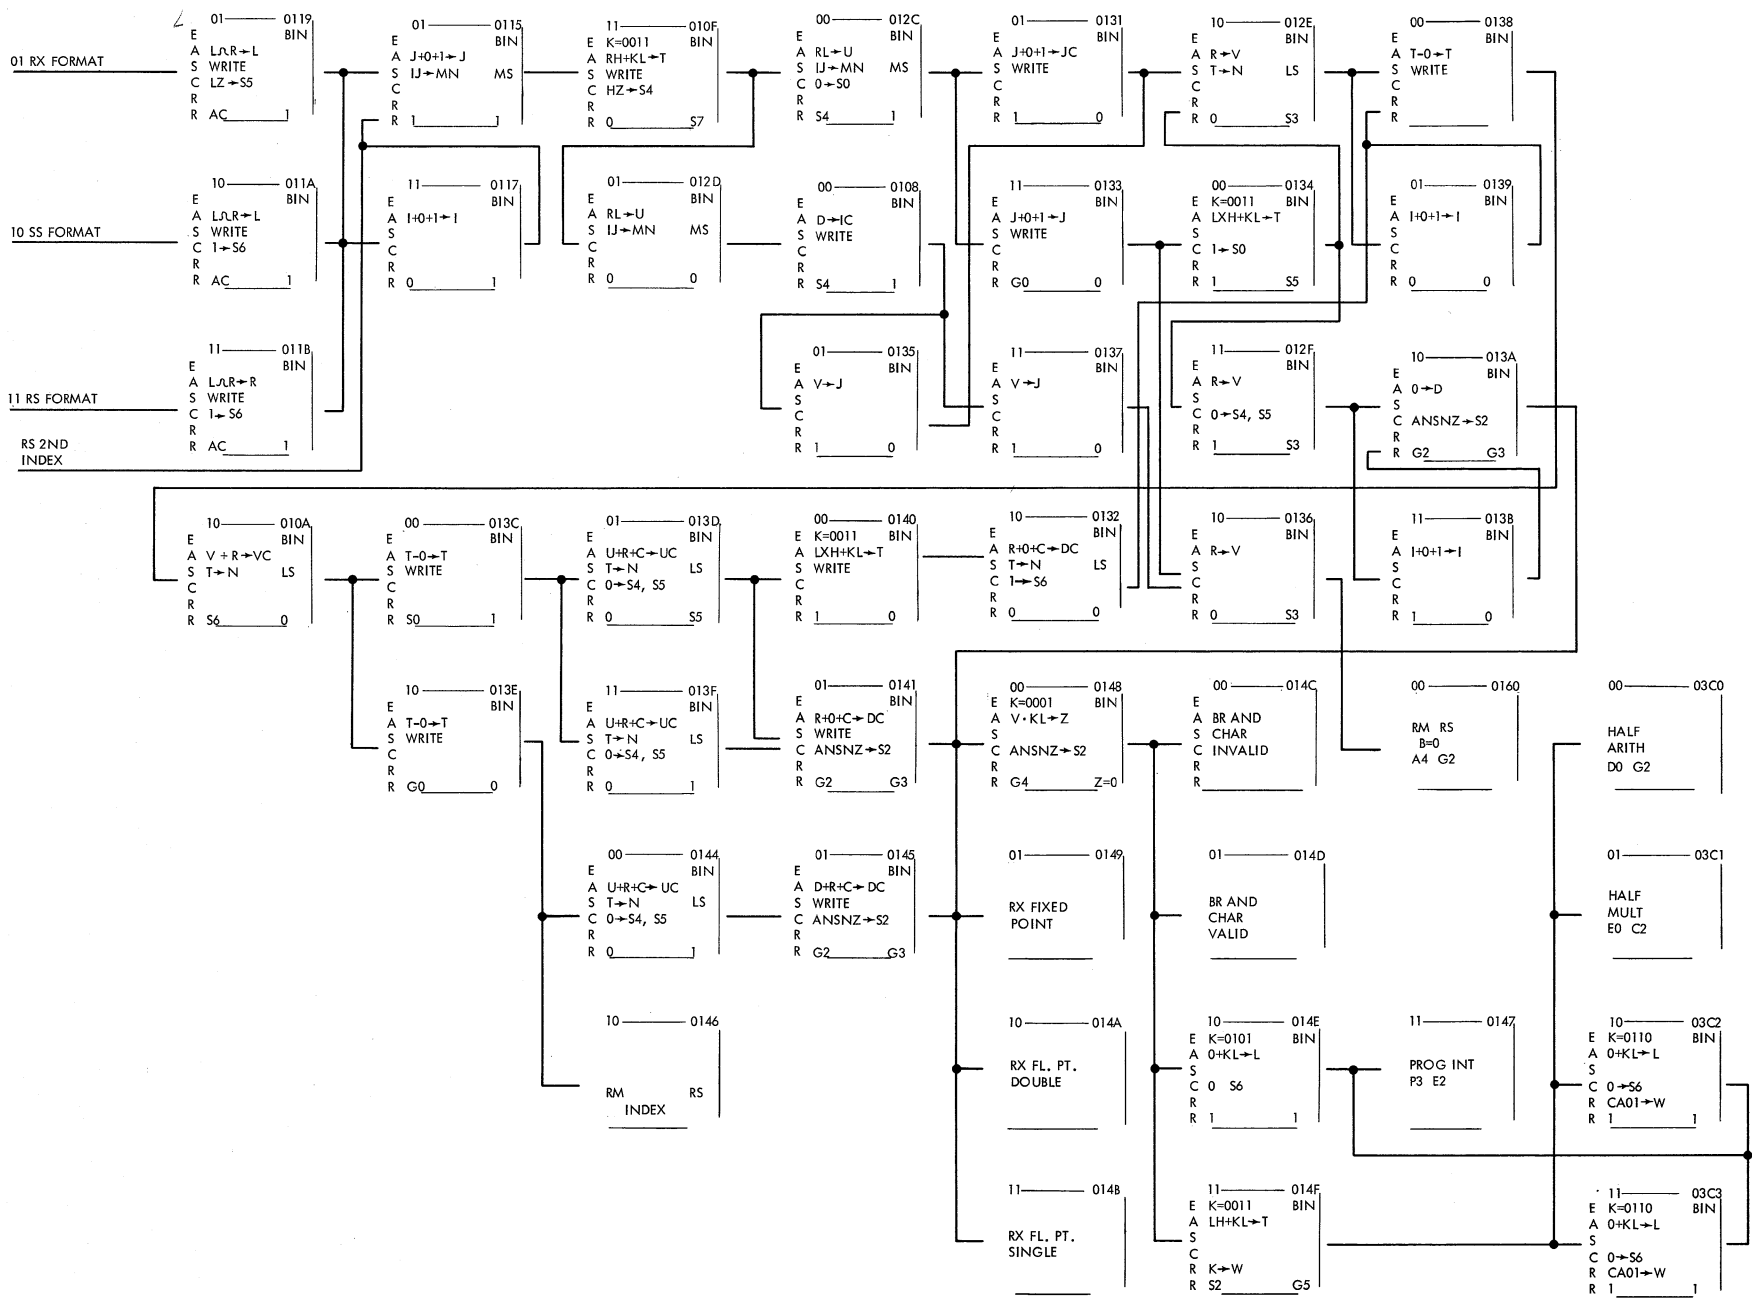 01 RX FORMAT
10 SS FORMAT
11 RS FORMAT
RS 2ND
INDEX
01 0119
BIN
E A S C R R
L⎍R→L
WRITE
LZ→S5
AC 1
01 0115
BIN
E A S C R R
J+0+1→J
IJ→MN MS
1 1
11 010F
BIN
E A S C R R
K=0011
RH+KL→T
WRITE
HZ→S4
0 S7
00 012C
BIN
E A S C R R
RL→U
IJ→MN MS
0→S0
S4 1
01 0131
BIN
E A S C R R
J+0+1→JC
WRITE
1 0
10 012E
BIN
E A S C R R
R→V
T→N LS
0 S3
00 0138
BIN
E A S C R R
T-0→T
WRITE
10 011A
BIN
E A S C R R
L⎍R→L
WRITE
1→S6
AC 1
11 0117
BIN
E A S C R R
I+0+1→I
0 1
01 012D
BIN
E A S C R R
RL→U
IJ→MN MS
0 0
00 0108
BIN
E A S C R R
D→IC
WRITE
S4 1
11 0133
BIN
E A S C R R
J+0+1→J
WRITE
G0 0
00 0134
BIN
E A S C R R
K=0011
LXH+KL→T
1→S0
1 S5
01 0139
BIN
E A S C R R
I+0+1→I
0 0
11 011B
BIN
E A S C R R
L⎍R→R
WRITE
1→S6
AC 1
01 0135
BIN
E A S C R R
V→J
1 0
11 0137
BIN
E A S C R R
V→J
1 0
11 012F
BIN
E A S C R R
R→V
0→S4, S5
1 S3
10 013A
BIN
E A S C R R
0→D
ANSNZ→S2
G2 G3
10 010A
BIN
E A S C R R
V+R→VC
T→N LS
S6 0
00 013C
BIN
E A S C R R
T-0→T
WRITE
S0 1
01 013D
BIN
E A S C R R
U+R+C→UC
T→N LS
0→S4, S5
0 S5
00 0140
BIN
E A S C R R
K=0011
LXH+KL→T
WRITE
1 0
10 0132
BIN
E A S C R R
R+0+C→DC
T→N LS
1→S6
0 0
10 0136
BIN
E A S C R R
R→V
0 S3
11 013B
BIN
E A S C R R
I+0+1→I
1 0
10 013E
BIN
E A S C R R
T-0→T
WRITE
G0 0
11 013F
BIN
E A S C R R
U+R+C→UC
T→N LS
0→S4, S5
0 1
01 0141
BIN
E A S C R R
R+0+C→DC
WRITE
ANSNZ→S2
G2 G3
00 0148
BIN
E A S C R R
K=0001
V·KL→Z
ANSNZ→S2
G4 Z=0
00 014C
BIN
E A S C R R
BR AND
CHAR
INVALID
00 0160
RM RS
B=0
A4 G2
00 03C0
HALF
ARITH
D0 G2
00 0144
BIN
E A S C R R
U+R+C→UC
T→N LS
0→S4, S5
0 1
01 0145
BIN
E A S C R R
D+R+C→DC
WRITE
ANSNZ→S2
G2 G3
01 0149
RX FIXED
POINT
01 014D
BR AND
CHAR
VALID
01 03C1
HALF
MULT
E0 C2
10 0146
RM RS
INDEX
10 014A
RX FL. PT.
DOUBLE
10 014E
BIN
E A S C R R
K=0101
0+KL→L
0 S6
1 1
11 0147
PROG INT
P3 E2
10 03C2
BIN
E A S C R R
K=0110
0+KL→L
0→S6
CA01→W
1 1
11 014B
RX FL. PT.
SINGLE
11 014F
BIN
E A S C R R
K=0011
LH+KL→T
K→W
S2 G5
11 03C3
BIN
E A S C R R
K=0110
0+KL→L
0→S6
CA01→W
1 1